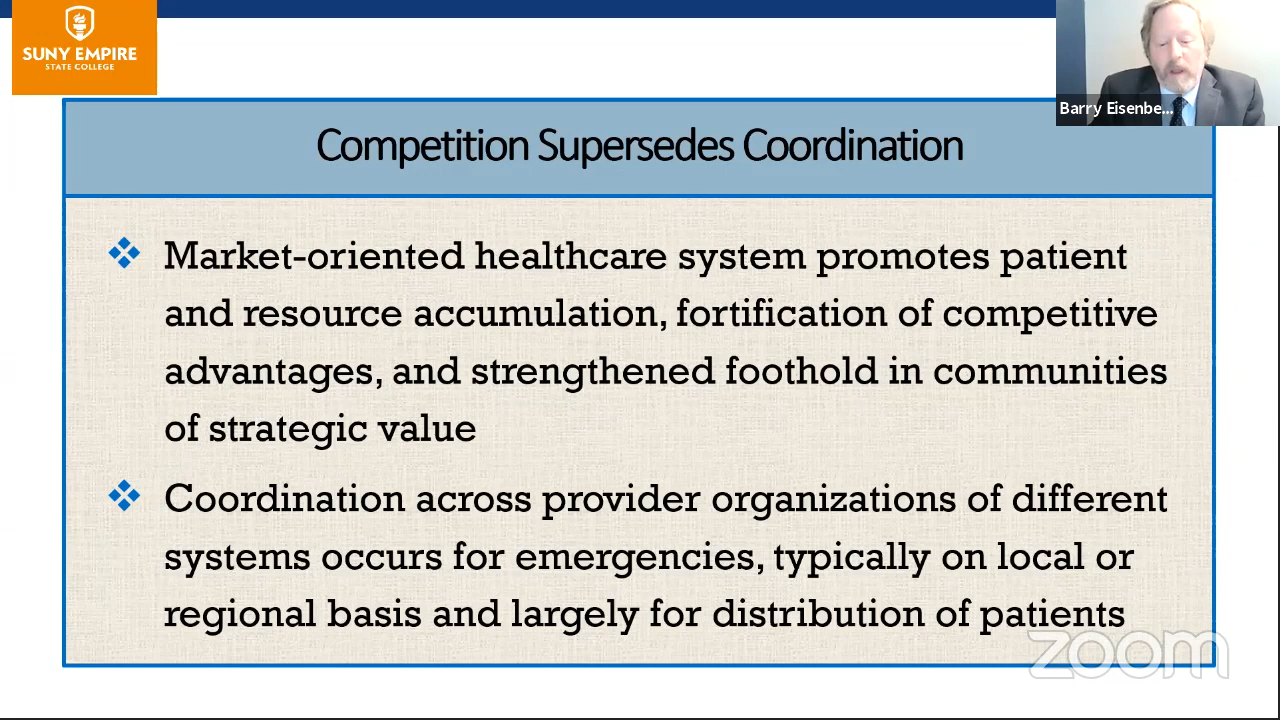 SUNY EMPIRE
STATE COLLEGE
Barry Eisenbe...
Competition Supersedes Coordination
Market-oriented healthcare system promotes patient
and resource accumulation, fortification of competitive
advantages, and strengthened foothold in communities
of strategic value
Coordination across provider organizations of different
systems occurs for emergencies, typically on local or
regional basis and largely for distribution of patients
zoom